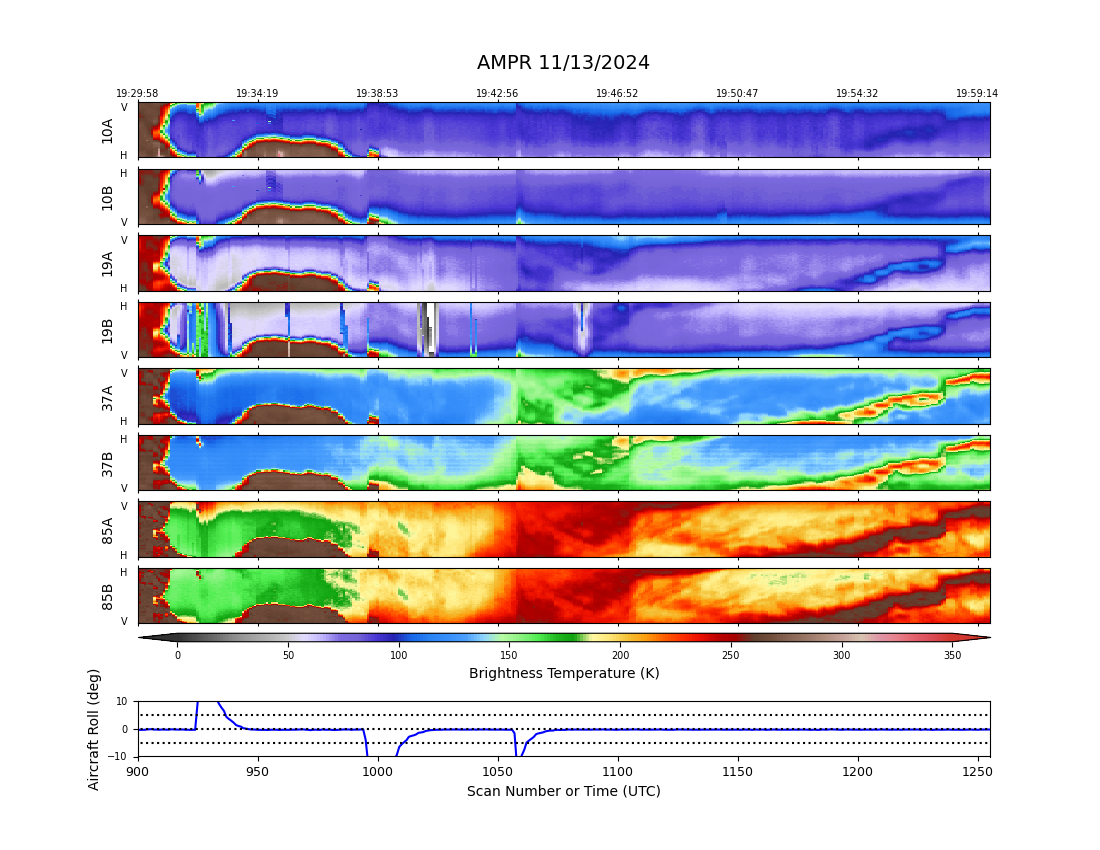 AMPR 11/13/2024
19:29:58 19:34:19 19:38:53 19:42:56 19:46:52 19:50:47 19:54:32 19:59:14
V
10A
H
H
10B
V
V
19A
H
H
19B
V
V
37A
H
H
37B
V
V
85A
H
H
85B
V
0 50 100 150 200 250 300 350
Brightness Temperature (K)
Aircraft Roll (deg)
10
0
−10
900 950 1000 1050 1100 1150 1200 1250
Scan Number or Time (UTC)